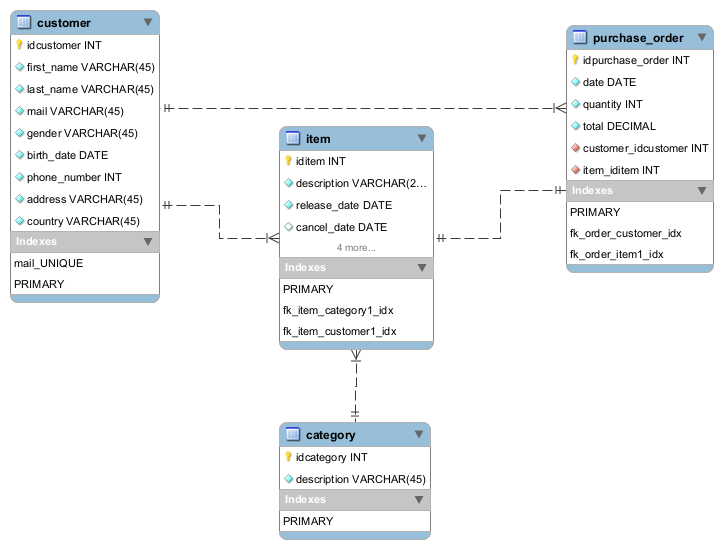 customer
idcustomer INT
first_name VARCHAR(45)
last_name VARCHAR(45)
mail VARCHAR(45)
gender VARCHAR(45)
birth_date DATE
phone_number INT
address VARCHAR(45)
country VARCHAR(45)
Indexes
mail_UNIQUE
PRIMARY
item
iditem INT
description VARCHAR(2...
release_date DATE
cancel_date DATE
4 more...
Indexes
PRIMARY
fk_item_category1_idx
fk_item_customer1_idx
purchase_order
idpurchase_order INT
date DATE
quantity INT
total DECIMAL
customer_idcustomer INT
item_iditem INT
Indexes
PRIMARY
fk_order_customer_idx
fk_order_item1_idx
category
idcategory INT
description VARCHAR(45)
Indexes
PRIMARY